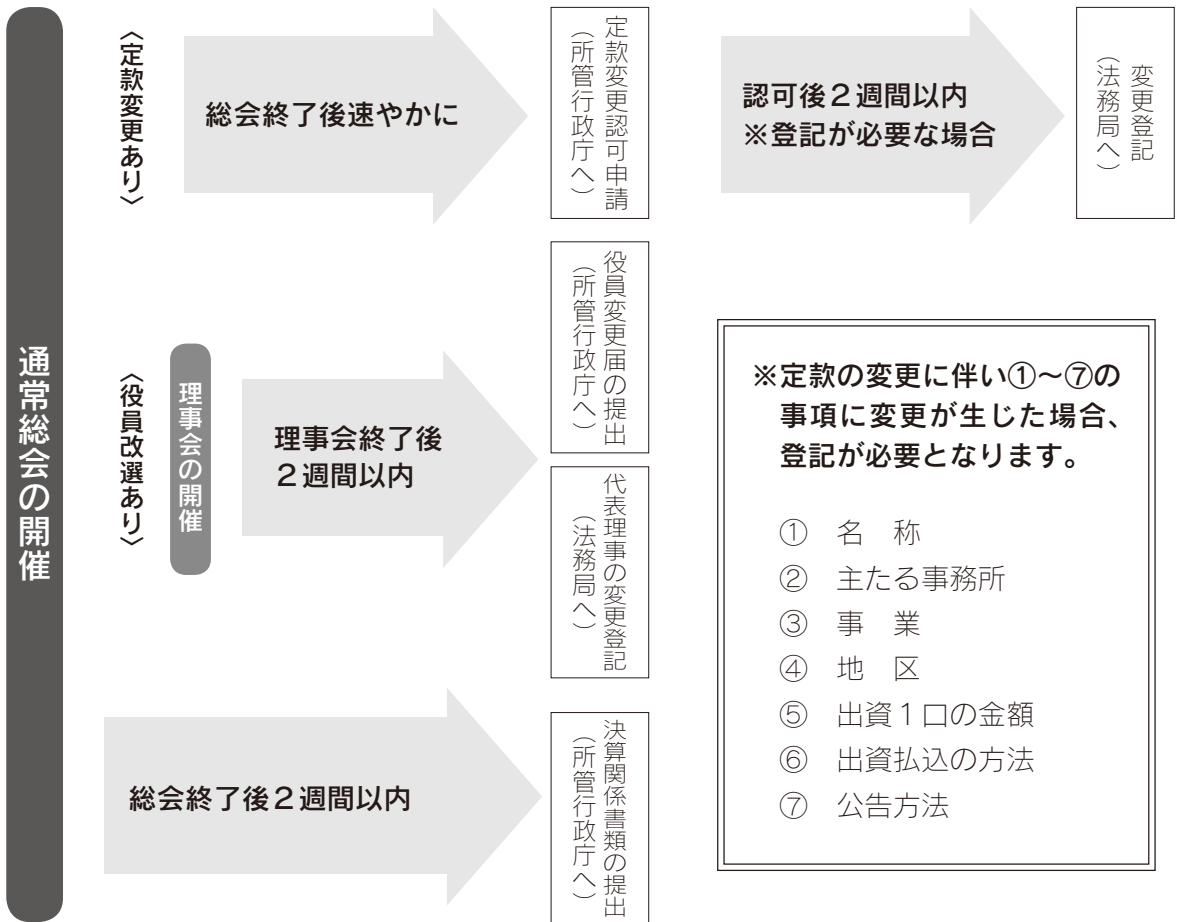 通常総会の開催
〈定款変更あり〉
総会終了後速やかに
定款変更認可申請
（所管行政庁へ）
認可後２週間以内
※登記が必要な場合
変更登記
（法務局へ）
〈役員改選あり〉
理事会の開催
理事会終了後
２週間以内
役員変更届の提出
（所管行政庁へ）
代表理事の変更登記
（法務局へ）
総会終了後２週間以内
決算関係書類の提出
（所管行政庁へ）
※定款の変更に伴い①～⑦の
事項に変更が生じた場合、
登記が必要となります。
①　名　称
②　主たる事務所
③　事　業
④　地　区
⑤　出資１口の金額
⑥　出資払込の方法
⑦　公告方法